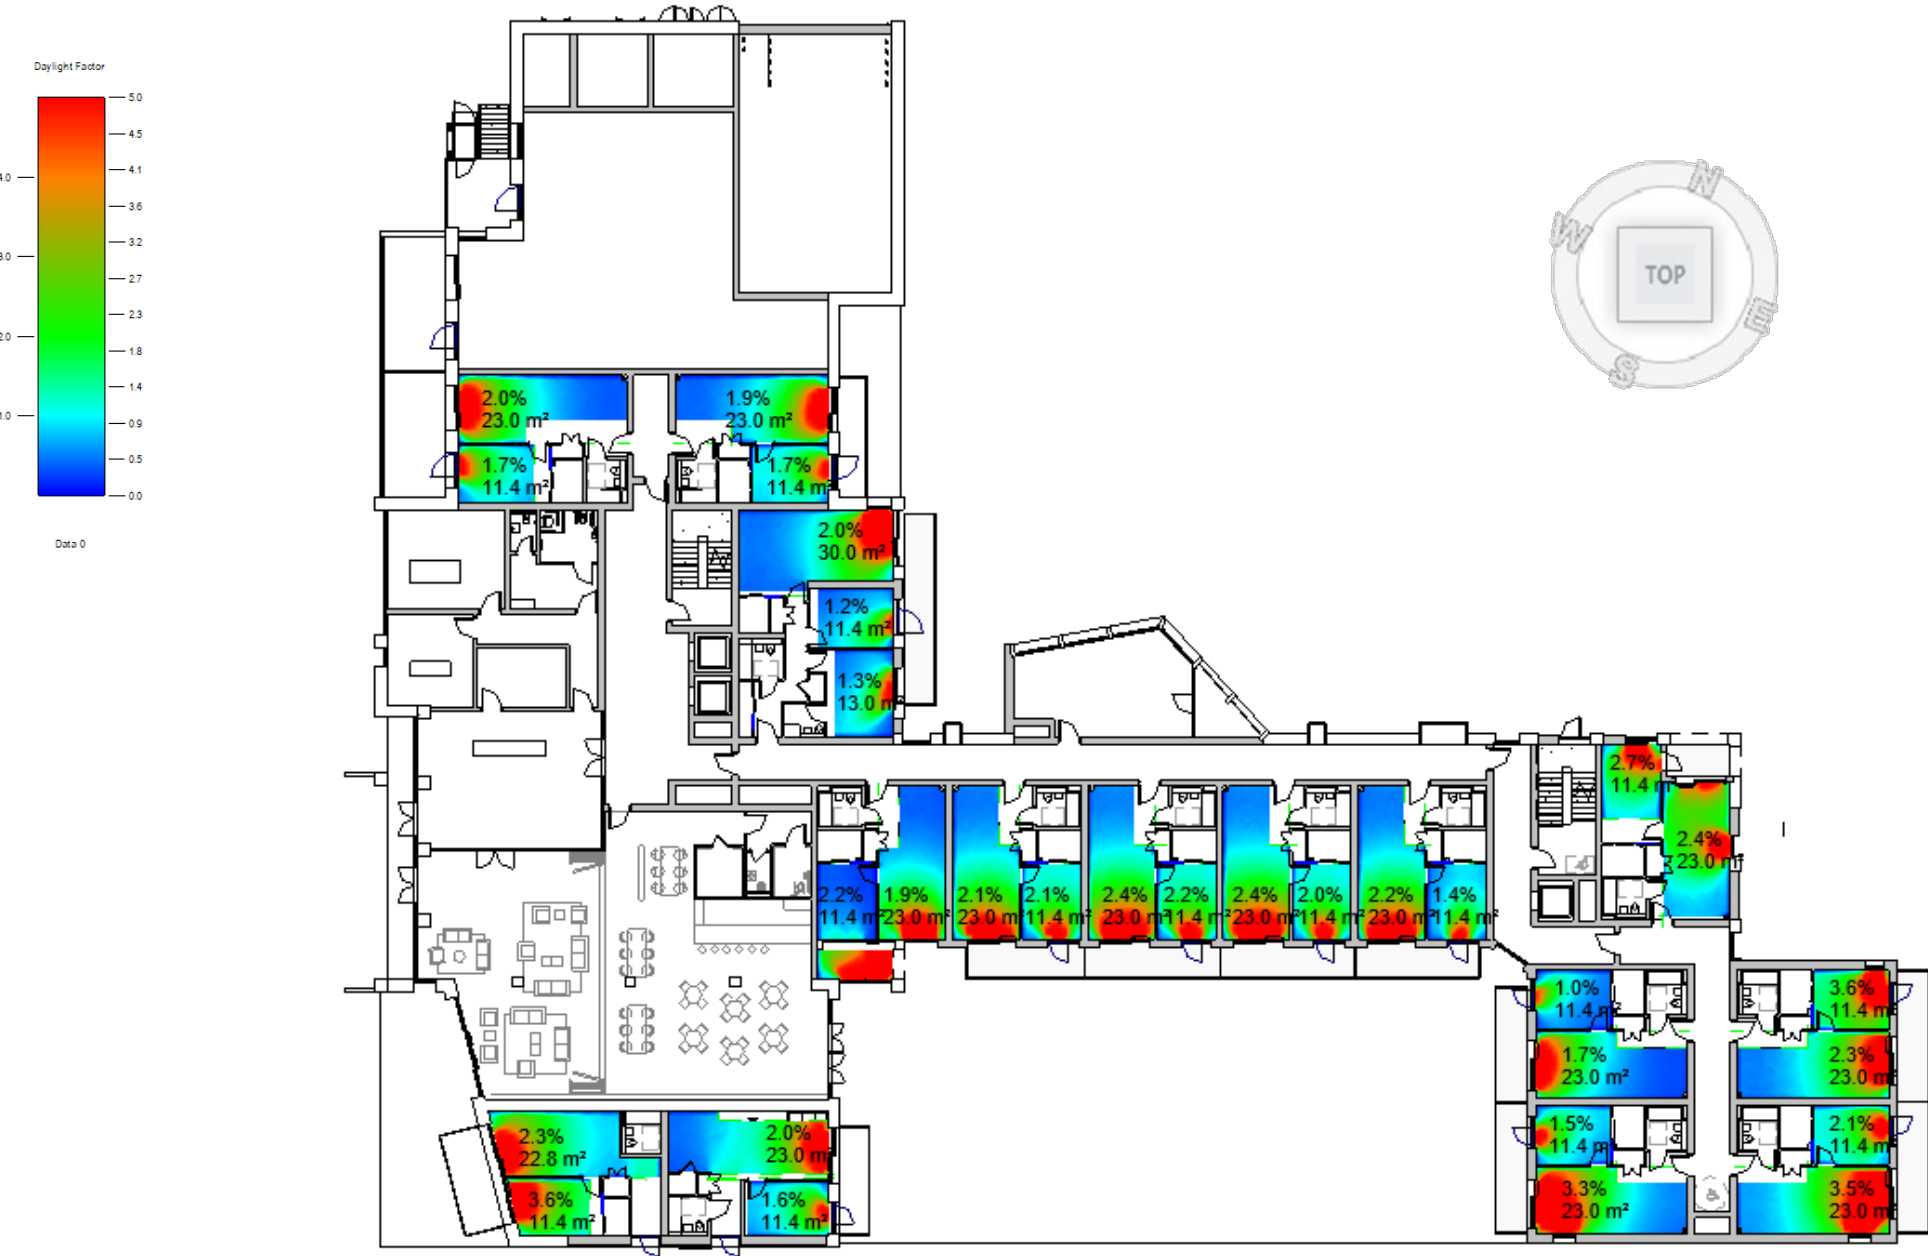 Daylight Factor
5.0
4.5
4.0
4.1
3.6
3.0
3.2
2.7
2.3
2.0
1.8
1.4
1.0
0.9
0.5
0.0
Data 0
N
W
TOP
E
S
2.0%
23.0 m²
1.9%
23.0 m²
1.7%
11.4 m²
1.7%
11.4 m²
2.0%
30.0 m²
1.2%
11.4 m²
1.3%
13.0 m²
2.7%
11.4 m²
2.4%
23.0 m²
2.2%
11.4 m²
1.9%
23.0 m²
2.1%
23.0 m²
2.1%
11.4 m²
2.4%
23.0 m²
2.2%
11.4 m²
2.4%
23.0 m²
2.0%
11.4 m²
2.2%
23.0 m²
1.4%
11.4 m²
1.0%
11.4 m²
3.6%
11.4 m²
1.7%
23.0 m²
2.3%
23.0 m²
1.5%
11.4 m²
2.1%
11.4 m²
3.3%
23.0 m²
3.5%
23.0 m²
2.3%
22.8 m²
2.0%
23.0 m²
3.6%
11.4 m²
1.6%
11.4 m²